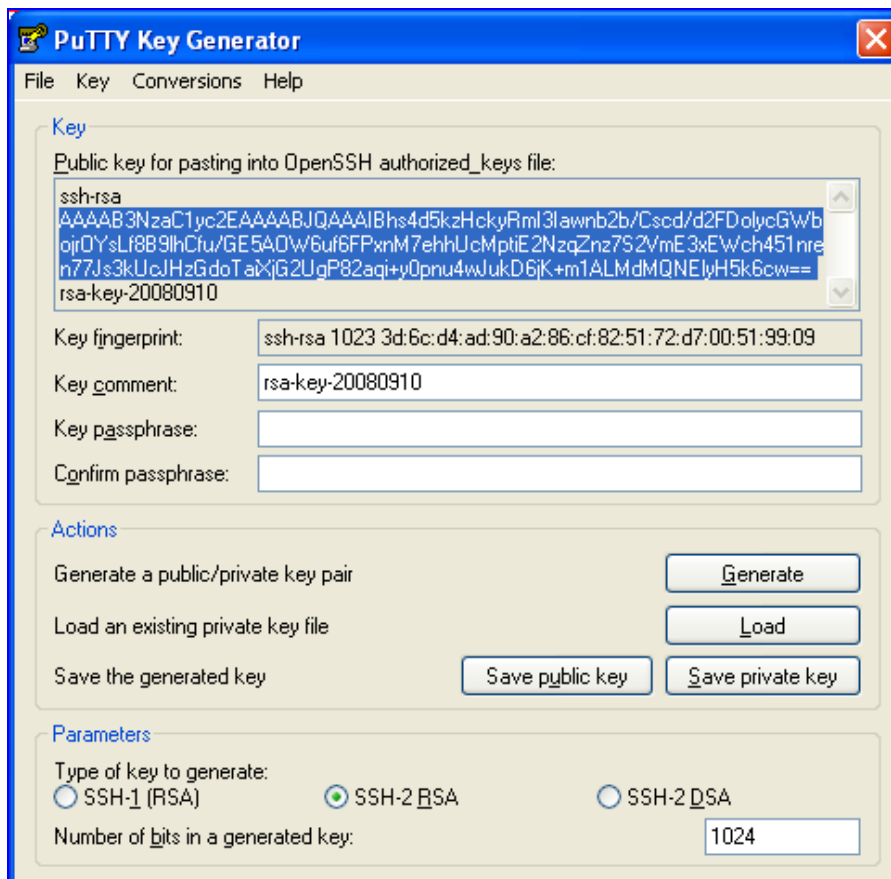 PuTTY Key Generator
File Key Conversions Help
Key
Public key for pasting into OpenSSH authorized_keys file:
ssh-rsa
AAAAB3NzaC1yc2EAAAABJQAAAIBhs4d5kzHckyRmI3Iawnb2b/Cscd/d2FDolycGWb
ojrOYsLf8B9IhCfu/GE5AOW6uf6FPxnM7ehhUcMptiE2NzqZnz7S2VmE3xEWch451nre
n77Js3kUcJHzGdoTaiXjG2UgP82aqi+y0pnu4wJukD6jK+m1ALMdMQNElyH5k6cw==
rsa-key-20080910
Key fingerprint: ssh-rsa 1023 3d:6c:d4:ad:90:a2:86:cf:82:51:72:d7:00:51:99:09
Key comment: rsa-key-20080910
Key passphrase:
Confirm passphrase:
Actions
Generate a public/private key pair Generate
Load an existing private key file Load
Save the generated key Save public key Save private key
Parameters
Type of key to generate:
SSH-1 (RSA) SSH-2 RSA SSH-2 DSA
Number of bits in a generated key: 1024